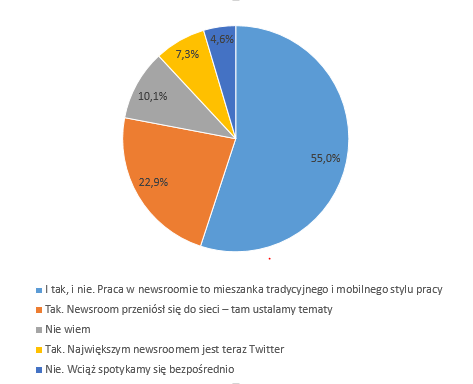 4,6%
7,3%
10,1%
55,0%
22,9%
I tak, i nie. Praca w newsroomie to mieszanka tradycyjnego i mobilnego stylu pracy
Tak. Newsroom przeniósł się do sieci – tam ustalamy tematy
Nie wiem
Tak. Największym newsroomem jest teraz Twitter
Nie. Wciąż spotykamy się bezpośrednio